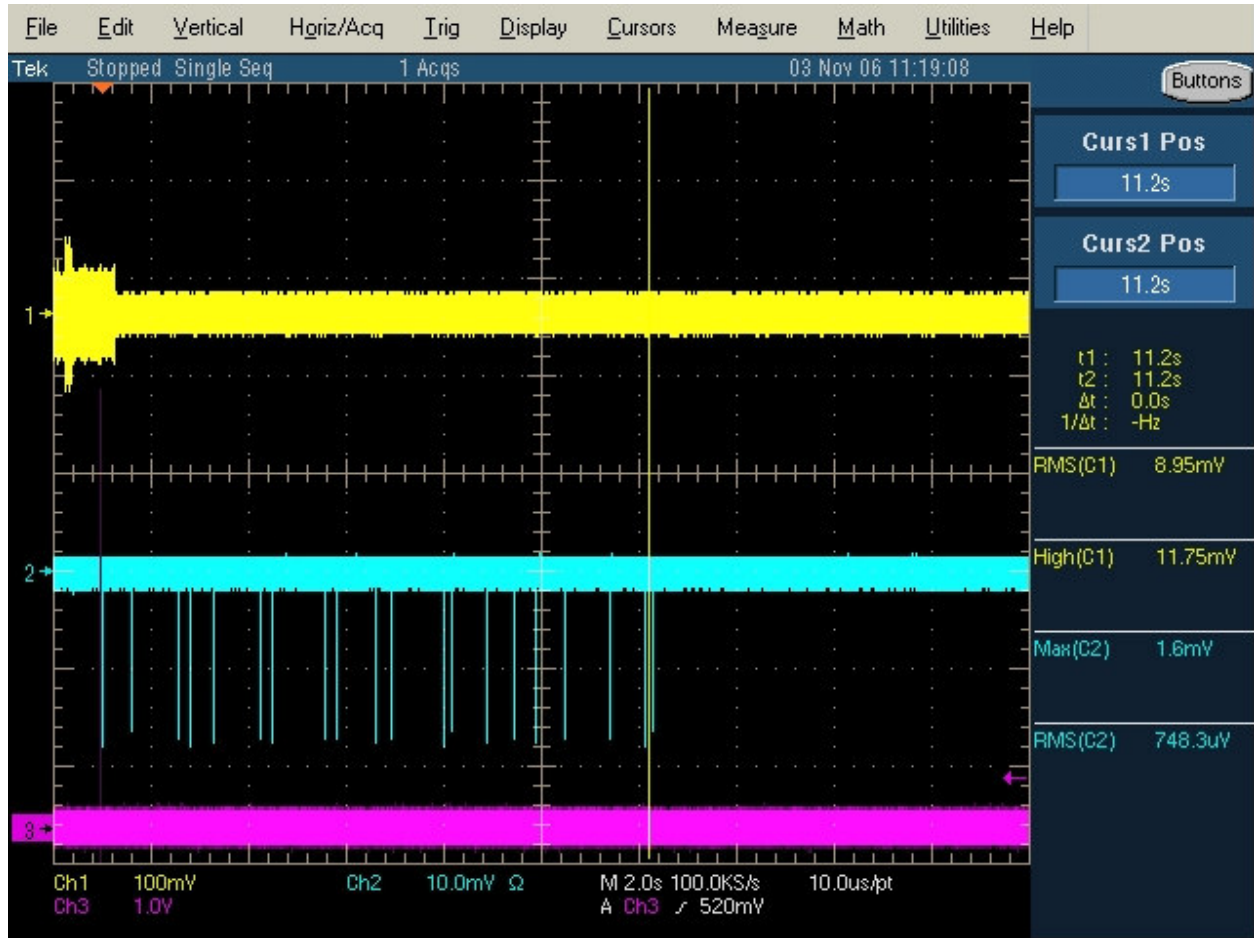 File Edit Vertical Horiz/Acq Trig Display Cursors Measure Math Utilities Help
Tek Stopped Single Seq 1 Acqs 03 Nov 06 11:19:08
Buttons
Curs1 Pos
11.2s
Curs2 Pos
11.2s
t1 : 11.2s
t2 : 11.2s
Δt : 0.0s
1/Δt : -Hz
RMS(C1) 8.95mV
High(C1) 11.75mV
Max(C2) 1.6mV
RMS(C2) 748.3uV
T
1
2
3
Ch1 100mV Ch2 10.0mV Ω M 2.0s 100.0KS/s 10.0us/pt
Ch3 1.0V A Ch3 520mV